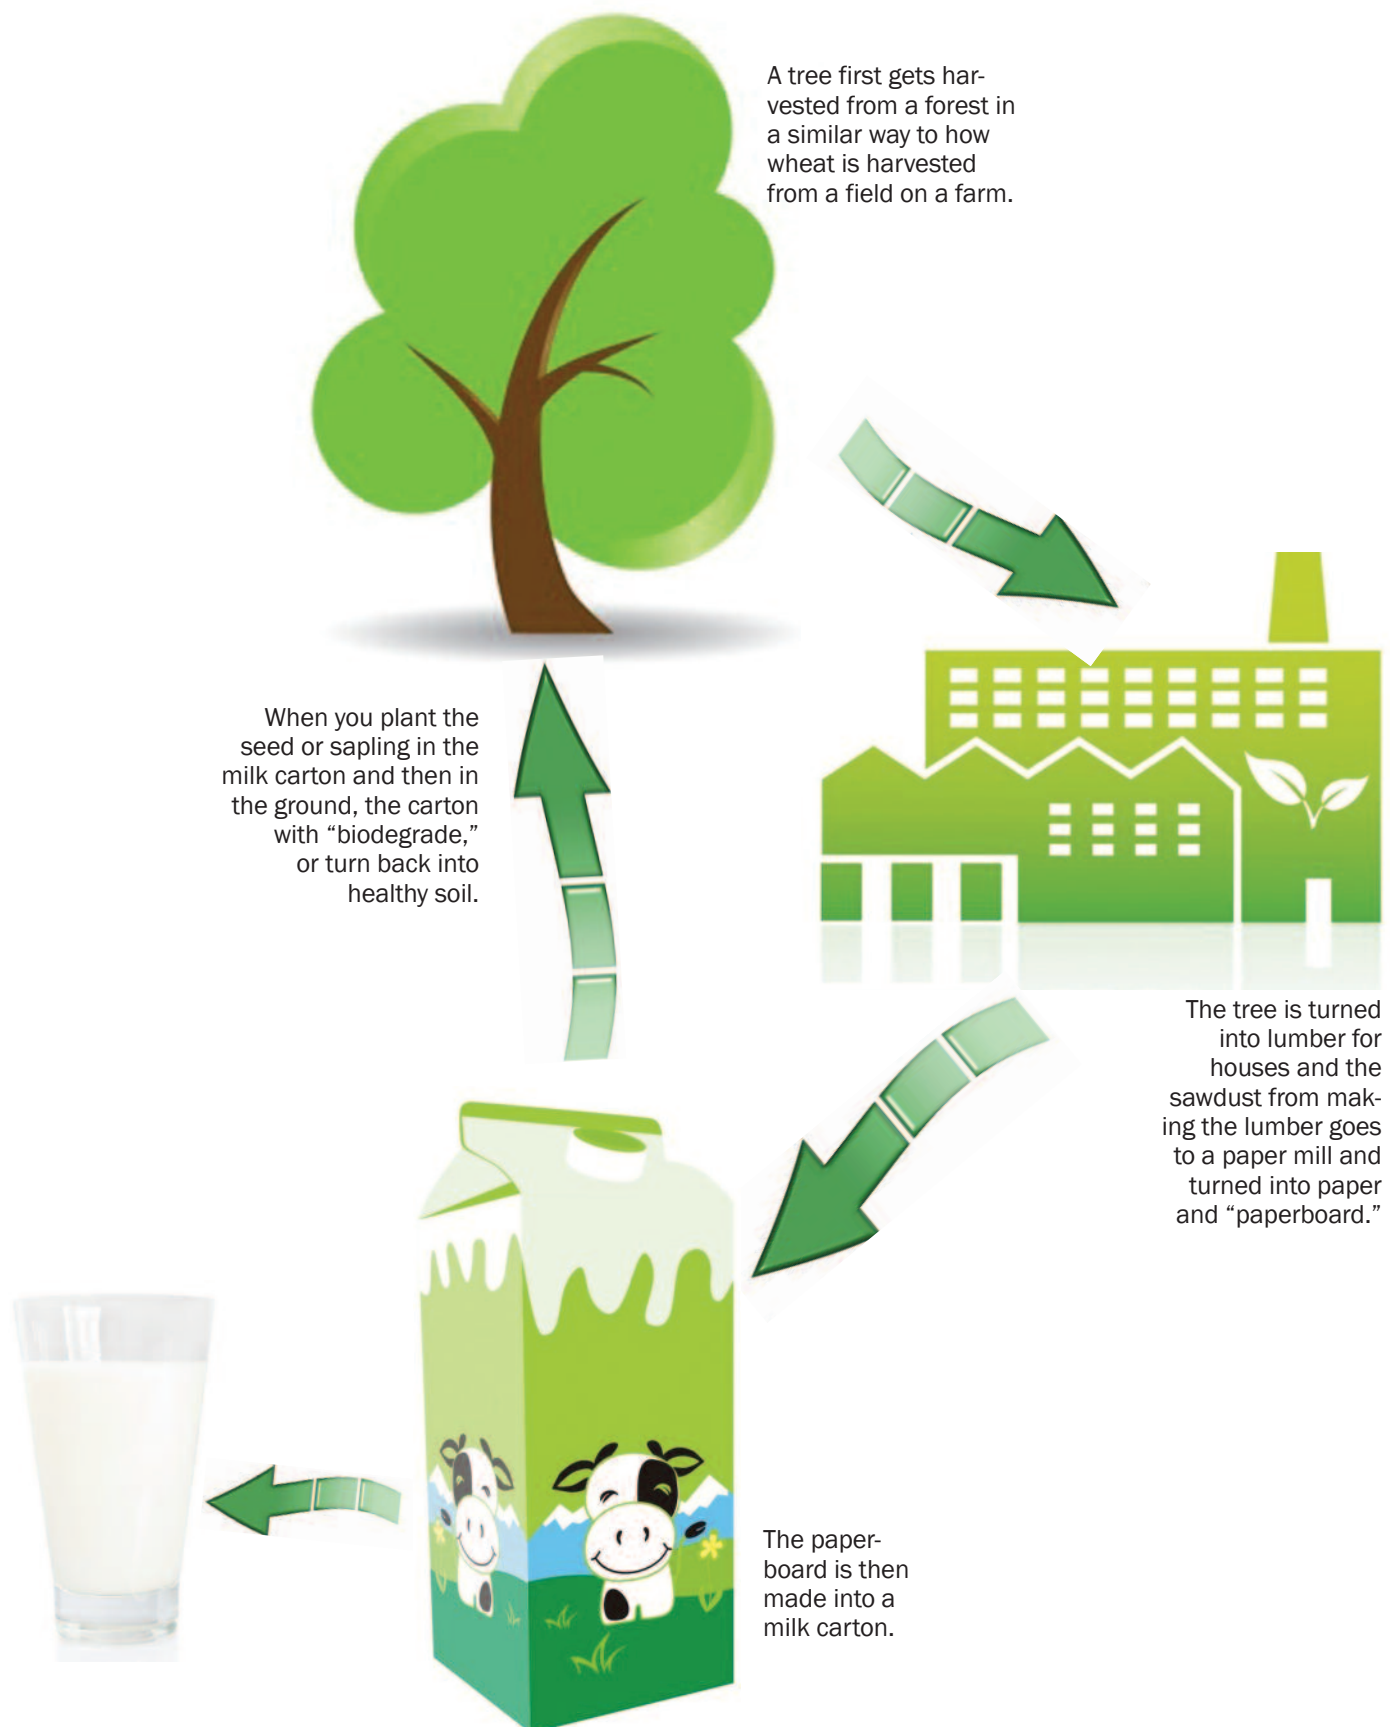 A tree first gets har-
vested from a forest in
a similar way to how
wheat is harvested
from a field on a farm.
When you plant the
seed or sapling in the
milk carton and then in
the ground, the carton
with “biodegrade,”
or turn back into
healthy soil.
The tree is turned
into lumber for
houses and the
sawdust from mak-
ing the lumber goes
to a paper mill and
turned into paper
and “paperboard.”
The paper-
board is then
made into a
milk carton.